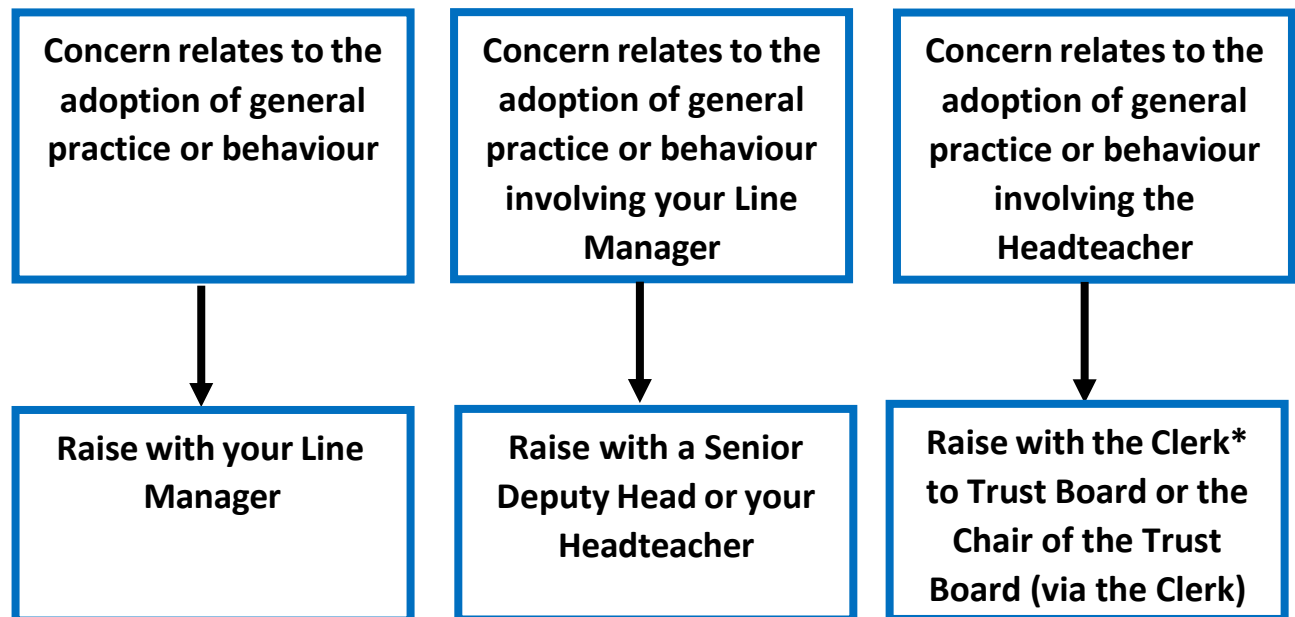 Concern relates to the
adoption of general
practice or behaviour
Concern relates to the
adoption of general
practice or behaviour
involving your Line
Manager
Concern relates to the
adoption of general
practice or behaviour
involving the
Headteacher
Raise with your Line
Manager
Raise with a Senior
Deputy Head or your
Headteacher
Raise with the Clerk*
to Trust Board or the
Chair of the Trust
Board (via the Clerk)